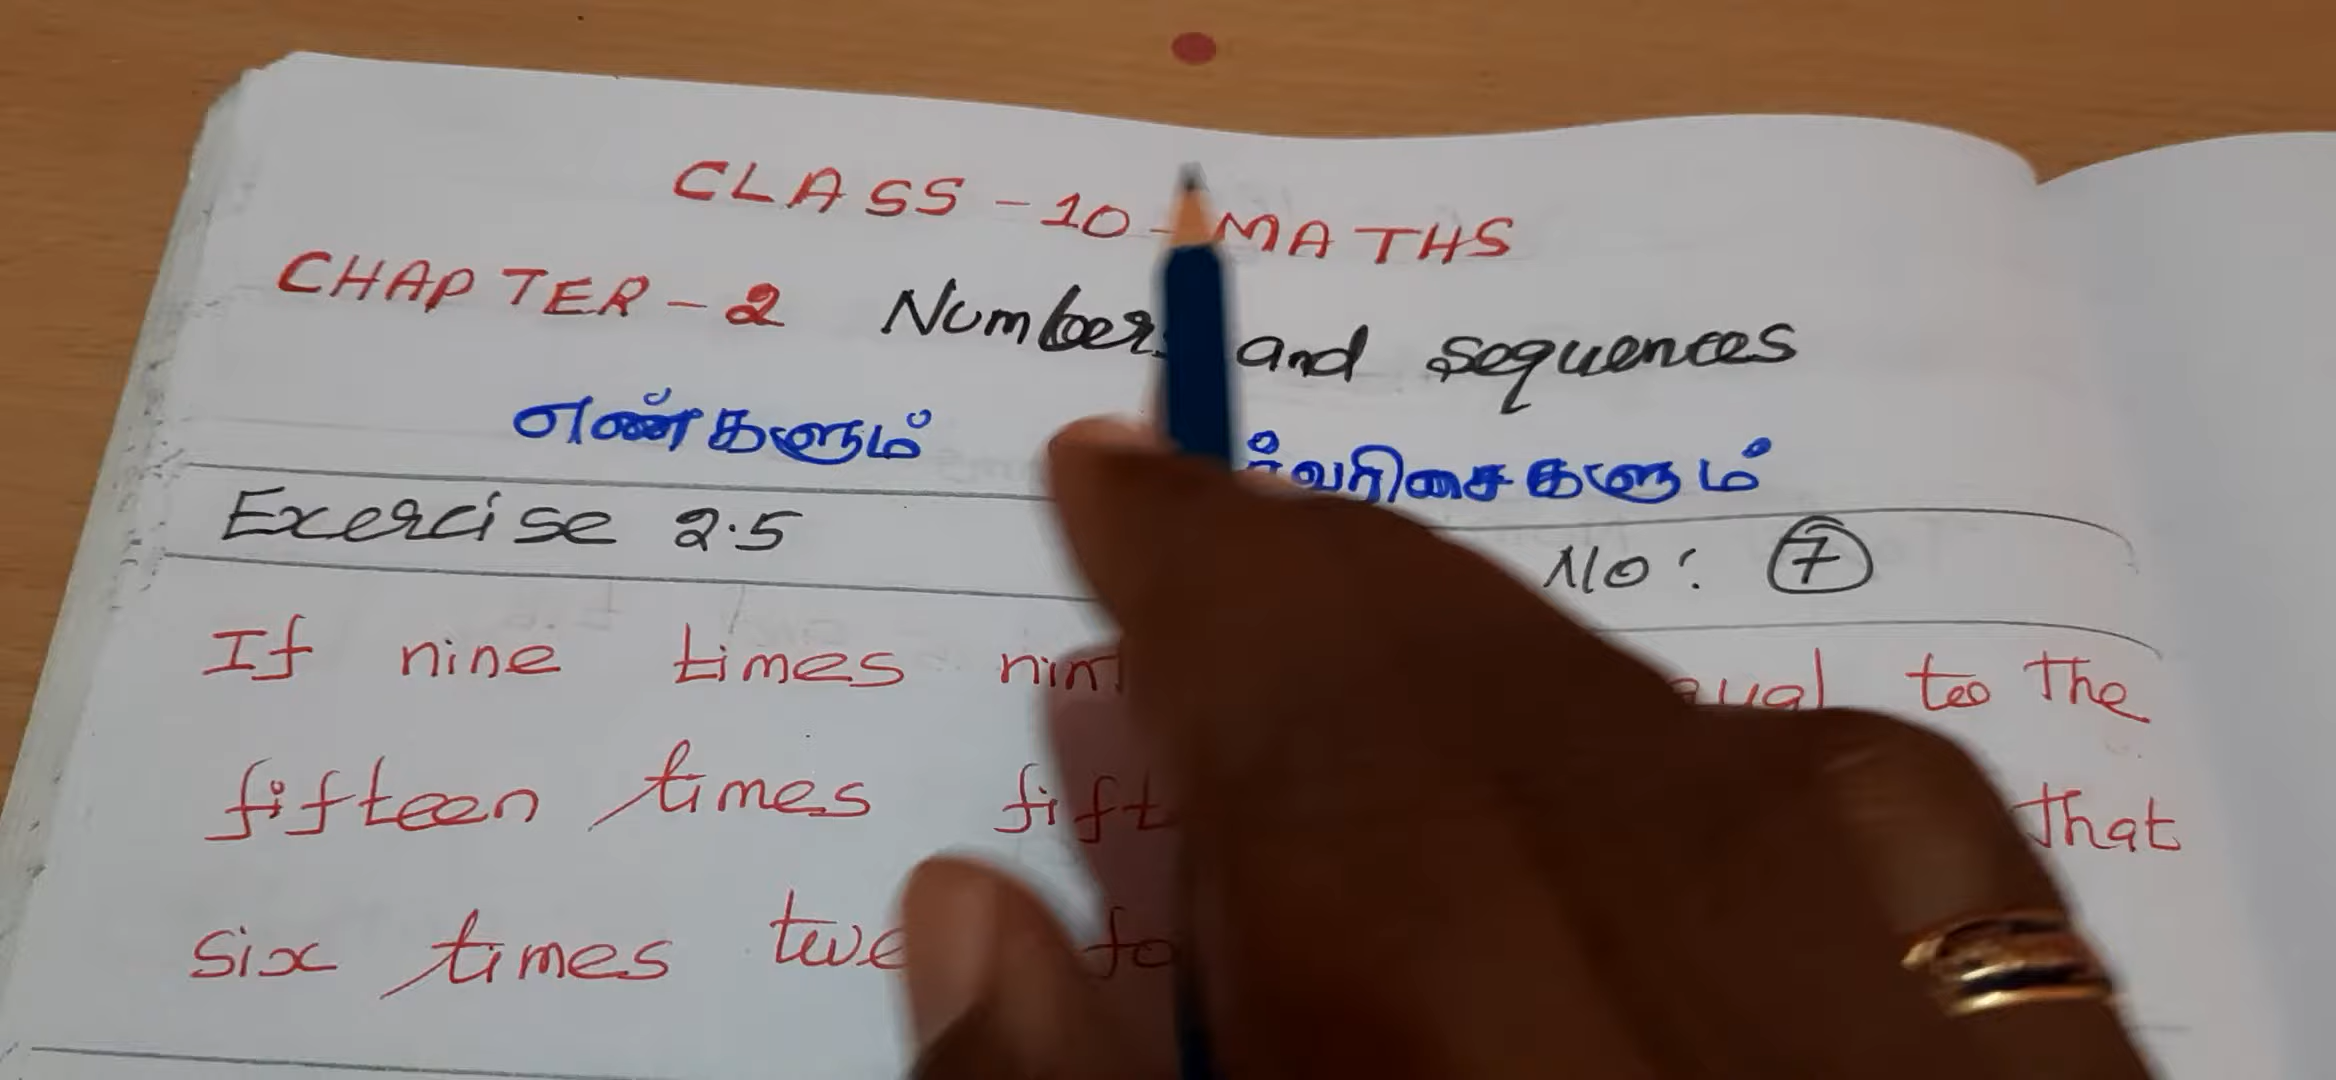 CLASS - 10 - MATHS
CHAPTER - 2 Numbers and sequences
எண்களும் ர்வரிசைகளும்
Exercise 2.5 No: 7
If nine times to the
fifteen times that
six times